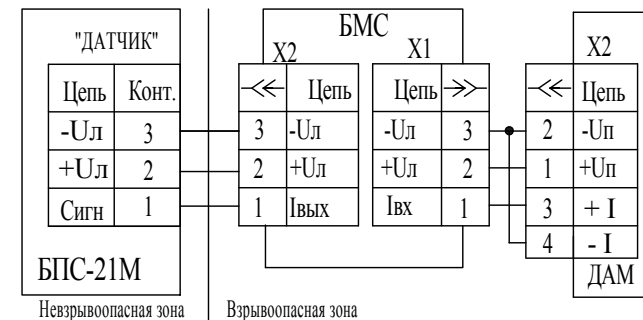 БМС
"ДАТЧИК" X2 X1 X2
Цепь Конт. Цепь Цепь Цепь
-Uл 3 3 -Uл -Uл 3 2 -Uп
+Uл 2 2 +Uл +Uл 2 1 +Uп
Сигн 1 1 Iвых Iвх 1 3 + I
4 - I
БПС-21М ДАМ
Невзрывоопасная зона Взрывоопасная зона